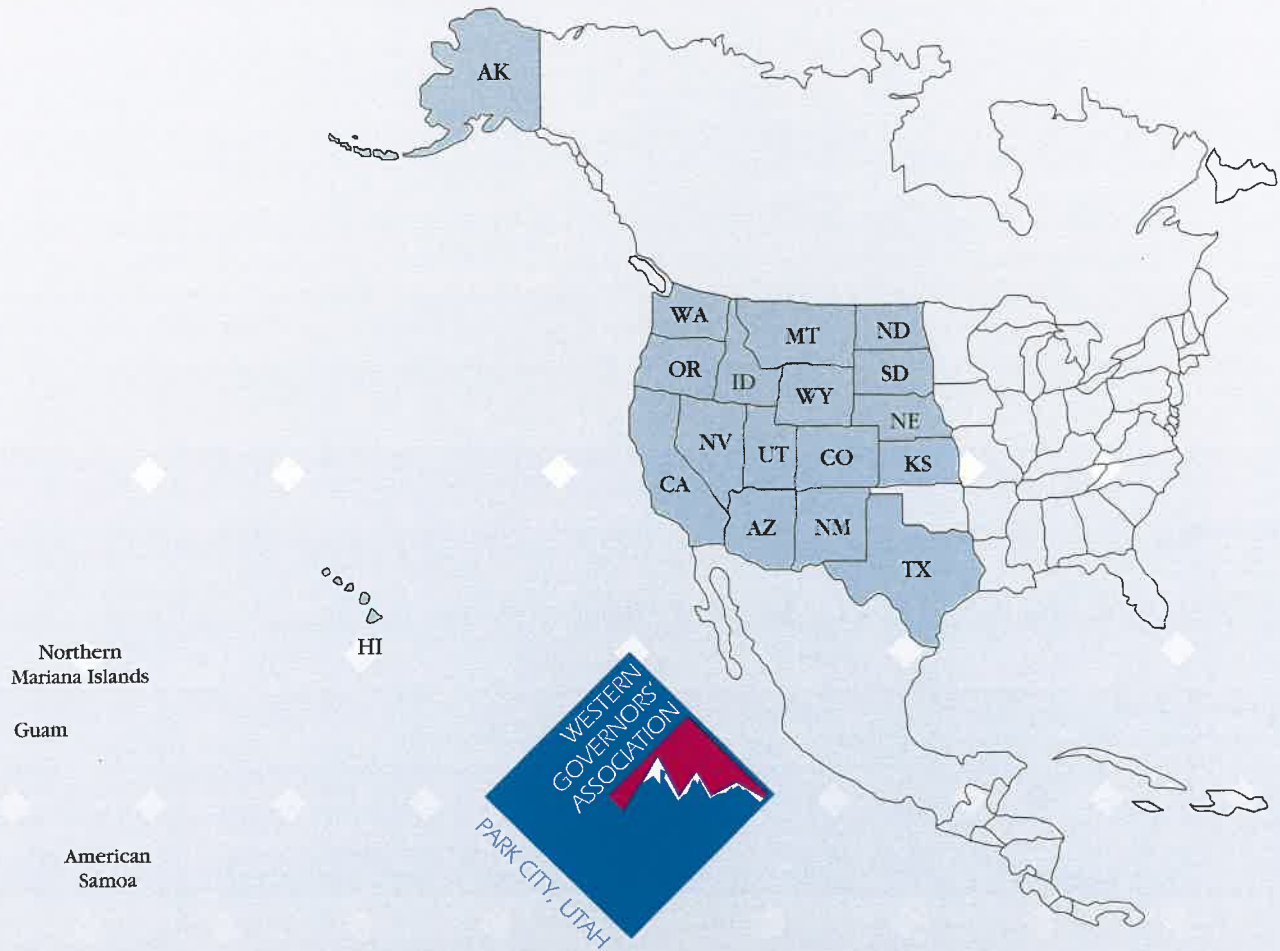 AK
WA
MT
ND
OR
ID
SD
WY
NE
NV
UT
CO
KS
CA
AZ
NM
TX
HI
Northern
Mariana Islands
Guam
American
Samoa
WESTERN
GOVERNORS'
ASSOCIATION
PARK CITY, UTAH